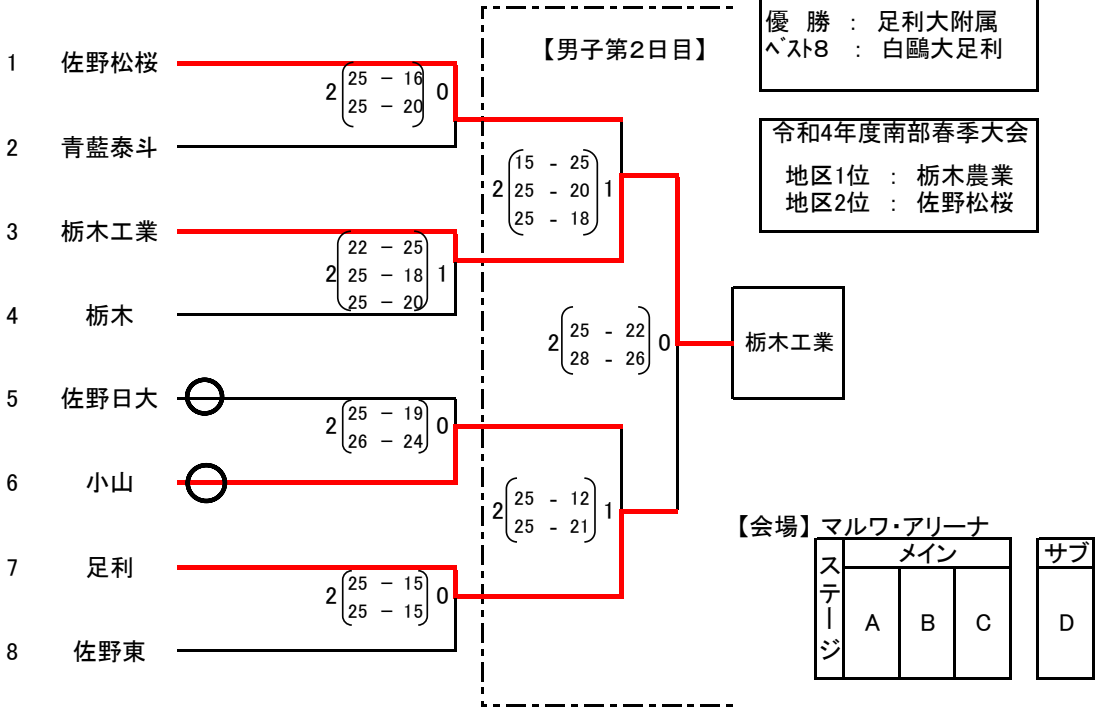 優 勝 : 足利大附属
ベスト8 : 白鷗大足利
【男子第2日目】
令和4年度南部春季大会
地区1位 : 栃木農業
地区2位 : 佐野松桜
1 佐野松桜
2 25 - 16 0
25 - 20
2 青藍泰斗
2 15 - 25 1
25 - 20
25 - 18
3 栃木工業
2 22 - 25 1
25 - 18
25 - 20
4 栃木
2 25 - 22 0
28 - 26
栃木工業
5 佐野日大
2 25 - 19 0
26 - 24
6 小山
2 25 - 12 1
25 - 21
7 足利
2 25 - 15 0
25 - 15
8 佐野東
【会場】マルワ・アリーナ
ステージ
メイン
サブ
A B C D